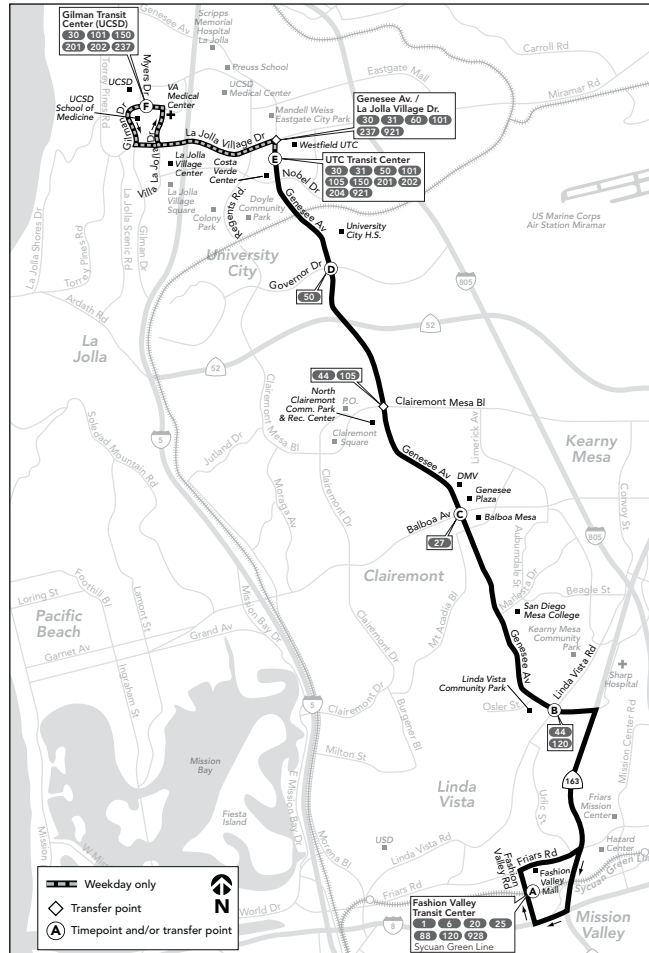 Gilman Transit
Center (UCSD)
30 101 150
201 202 237
Scripps
Memorial
Hospital
La Jolla
Genesee Av
Carroll Rd
Preuss School
Eastgate Mall
Miramar Rd
Myers Dr
Torrey Pines Rd
UCSD
F
VA
Medical
Center
UCSD
Medical Center
UCSD
School of
Medicine
Mandell Weiss
Eastgate City Park
Gilman Dr
Villa La Jolla Dr
La Jolla Village Dr
Genesee Av. /
La Jolla Village Dr.
30 31 60 101
237 921
Westfield UTC
La Jolla
Village
Center
Costa
Verde
Center
E
Nobel Dr
UTC Transit Center
30 31 50 101
105 150 201 202
204 921
La Jolla
Village
Square
Colony
Park
Doyle
Community
Park
Regents Rd.
Genesee Av
University
City H.S.
US Marine Corps
Air Station Miramar
La Jolla Shores Dr
La Jolla Scenic Rd
Gilman Dr
Torrey Pines Rd
University
City
Governor Dr
D
50
805
Ardath Rd
La
Jolla
52
52
5
44 105
North
Clairemont
Comm. Park
& Rec. Center
P.O.
Clairemont Mesa Bl
Clairemont
Square
Clairemont Mesa Bl
Limerick Av
Kearny
Mesa
Soledad Mountain Rd
Jutland Dr
Genesee Av
DMV
Genesee
Plaza
Convoy St
Moraga Av
Clairemont Dr
Balboa Av
C
Balboa Mesa
27
805
Auburndale St
Clairemont
Marlesta Dr
Beagle St
Loring St
Foothill Bl
Lamont St
Mission Bay Dr
Mt Acadia Bl
San Diego
Mesa College
Pacific
Beach
Grand Av
Garnet Av
Clairemont Dr
Genesee Av
Kearny Mesa
Community
Park
Linda Vista Rd
Sharp
Hospital
Ingraham St
Linda Vista
Community Park
Osler St
B
44
120
5
Clairemont Dr
Burgener Bl
Mission Center Rd
Milton St
Mission
Bay
163
Linda
Vista
Ulric St
Friars
Mission
Center
E Mission Bay Dr
Fiesta
Island
Hazard
Center
USD
Linda Vista Rd
Friars Rd
Fashion
Valley Rd
Fashion
Valley
Mall
Sycuan Green Line
Morena Bl
Friars Rd
A
Mission
Valley
Weekday only
Transfer point
A Timepoint and/or transfer point
N
World Dr
8
Fashion Valley
Transit Center
1 6 20 25
88 120 928
Sycuan Green Line